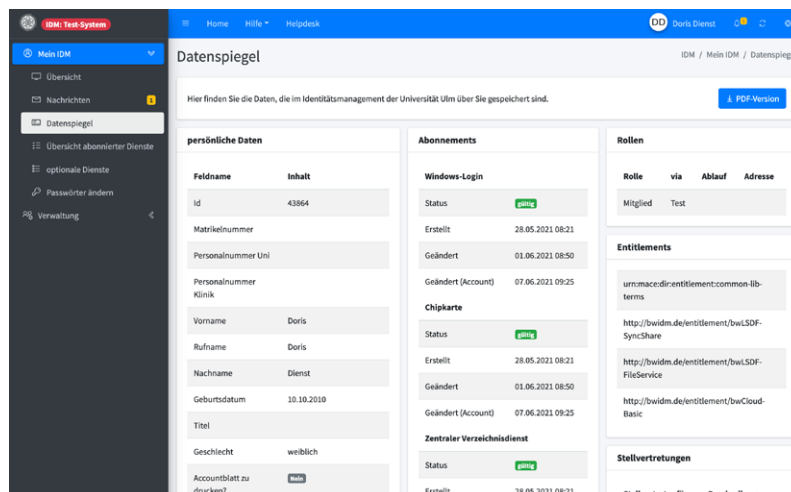 IDM: Test-System
Home Hilfe Helpdesk
DD Doris Dienst
Mein IDM
Übersicht
Nachrichten 1
Datenspiegel
Übersicht abonnierter Dienste
optionale Dienste
Passwörter ändern
Verwaltung
Datenspiegel
IDM / Mein IDM / Datenspieg
Hier finden Sie die Daten, die im Identitätsmanagement der Universität Ulm über Sie gespeichert sind.
PDF-Version
persönliche Daten
Feldname Inhalt
Id 43864
Matrikelnummer
Personalnummer Uni
Personalnummer
Klinik
Vorname Doris
Rufname Doris
Nachname Dienst
Geburtsdatum 10.10.2010
Titel
Geschlecht weiblich
Accountblatt zu Nein
drucken?
Abonnements
Windows-Login
Status gültig
Erstellt 28.05.2021 08:21
Geändert 01.06.2021 08:50
Geändert (Account) 07.06.2021 09:25
Chipkarte
Status gültig
Erstellt 28.05.2021 08:21
Geändert 01.06.2021 08:50
Geändert (Account) 07.06.2021 09:25
Zentraler Verzeichnisdienst
Status gültig
Erstellt 28.05.2021 08:21
Rollen
Rolle via Ablauf Adresse
Mitglied Test
Entitlements
urn:mace:dir:entitlement:common-lib-
terms
http://bwidm.de/entitlement/bwLSDF-
SyncShare
http://bwidm.de/entitlement/bwLSDF-
FileService
http://bwidm.de/entitlement/bwCloud-
Basic
Stellvertretungen